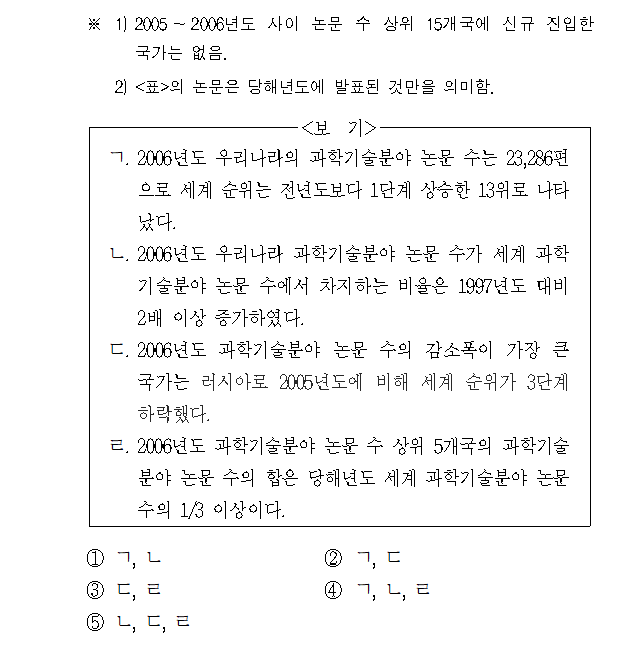 ※ 1) 2005 ~ 2006년도 사이 논문 수 상위 15개국에 신규 진입한
국가는 없음.
2) <표>의 논문은 당해년도에 발표된 것만을 의미함.
<보 기>
ㄱ. 2006년도 우리나라의 과학기술분야 논문 수는 23,286편
으로 세계 순위는 전년도보다 1단계 상승한 13위로 나타
났다.
ㄴ. 2006년도 우리나라 과학기술분야 논문 수가 세계 과학
기술분야 논문 수에서 차지하는 비율은 1997년도 대비
2배 이상 증가하였다.
ㄷ. 2006년도 과학기술분야 논문 수의 감소폭이 가장 큰
국가는 러시아로 2005년도에 비해 세계 순위가 3단계
하락했다.
ㄹ. 2006년도 과학기술분야 논문 수 상위 5개국의 과학기술
분야 논문 수의 합은 당해년도 세계 과학기술분야 논문
수의 1/3 이상이다.
① ㄱ, ㄴ ② ㄱ, ㄷ
③ ㄷ, ㄹ ④ ㄱ, ㄴ, ㄹ
⑤ ㄴ, ㄷ, ㄹ